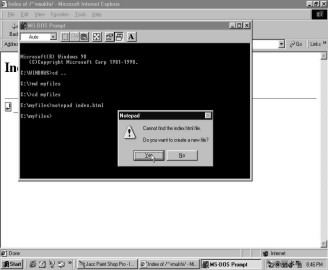 Index of /~mukhi/ - Microsoft Internet Explorer
File Edit View Favorites Tools Help
MS-DOS Prompt
Auto
Back
Address
Go Links »
Microsoft(R) Windows 98
(C)Copyright Microsoft Corp 1981-1998.
C:\WINDOWS>cd ..
C:\>md myfiles
C:\>cd myfiles
C:\myfiles>notepad index.html
C:\myfiles>
Notepad
Cannot find the index.html file.
Do you want to create a new file?
Yes
No
Done
Internet
Start
Jasc Paint Shop Pro - I...
Index of /~mukhi/ - Mi...
MS-DOS Prompt
8:46 PM